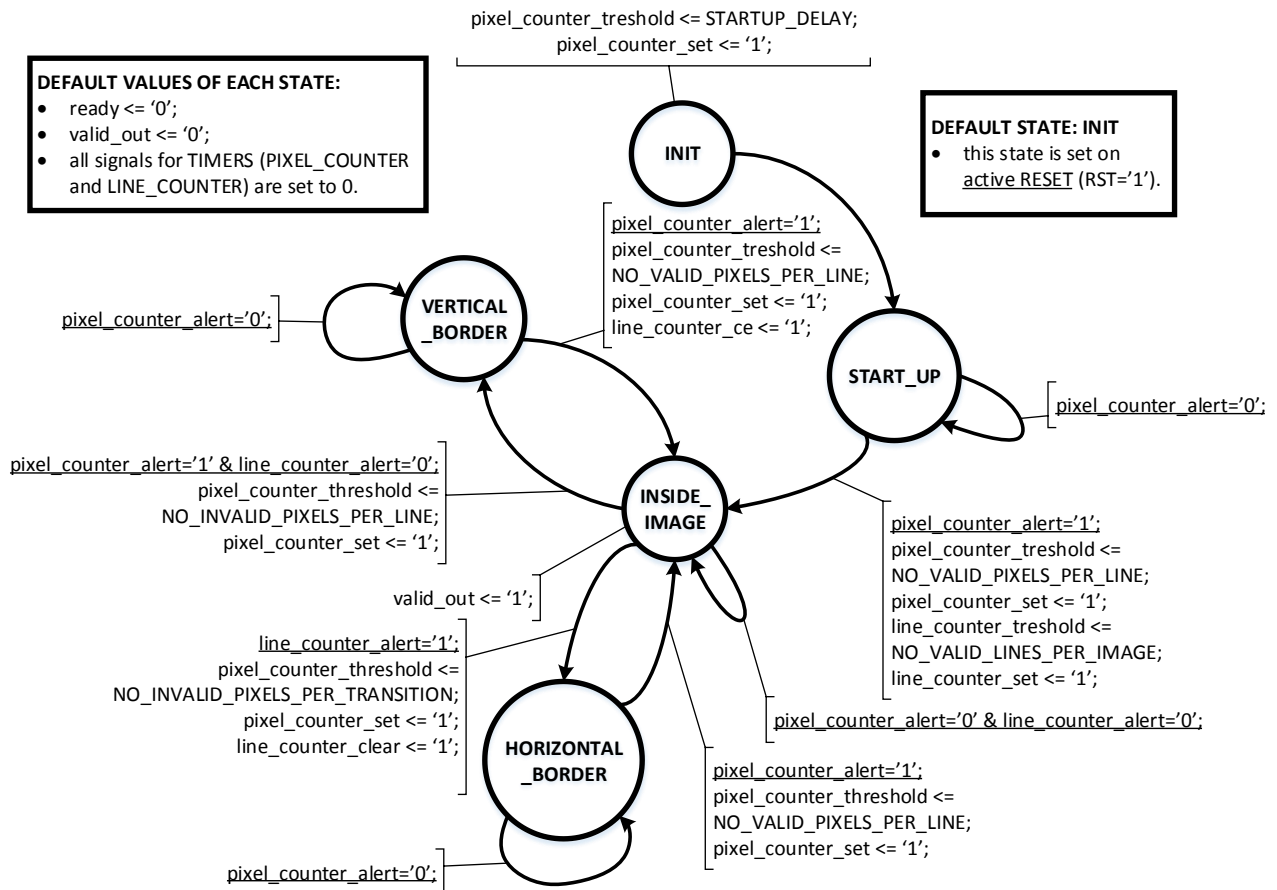 pixel_counter_treshold <= STARTUP_DELAY;
pixel_counter_set <= ‘1’;
DEFAULT VALUES OF EACH STATE:
• ready <= ‘0’;
• valid_out <= ‘0’;
• all signals for TIMERS (PIXEL_COUNTER
and LINE_COUNTER) are set to 0.
DEFAULT STATE: INIT
• this state is set on
active RESET (RST=’1’).
INIT
pixel_counter_alert=’1’;
pixel_counter_treshold <=
NO_VALID_PIXELS_PER_LINE;
pixel_counter_set <= ‘1’;
line_counter_ce <= ‘1’;
VERTICAL
_BORDER
pixel_counter_alert=’0’;
START_UP
pixel_counter_alert=’0’;
pixel_counter_alert=’1’ & line_counter_alert=’0’;
pixel_counter_threshold <=
NO_INVALID_PIXELS_PER_LINE;
pixel_counter_set <= ‘1’;
INSIDE_
IMAGE
pixel_counter_alert=’1’;
pixel_counter_treshold <=
NO_VALID_PIXELS_PER_LINE;
pixel_counter_set <= ‘1’;
line_counter_treshold <=
NO_VALID_LINES_PER_IMAGE;
line_counter_set <= ‘1’;
valid_out <= ‘1’;
line_counter_alert=’1’;
pixel_counter_threshold <=
NO_INVALID_PIXELS_PER_TRANSITION;
pixel_counter_set <= ‘1’;
line_counter_clear <= ‘1’;
pixel_counter_alert=’0’ & line_counter_alert=’0’;
HORIZONTAL
_BORDER
pixel_counter_alert=’1’;
pixel_counter_threshold <=
NO_VALID_PIXELS_PER_LINE;
pixel_counter_set <= ‘1’;
pixel_counter_alert=’0’;